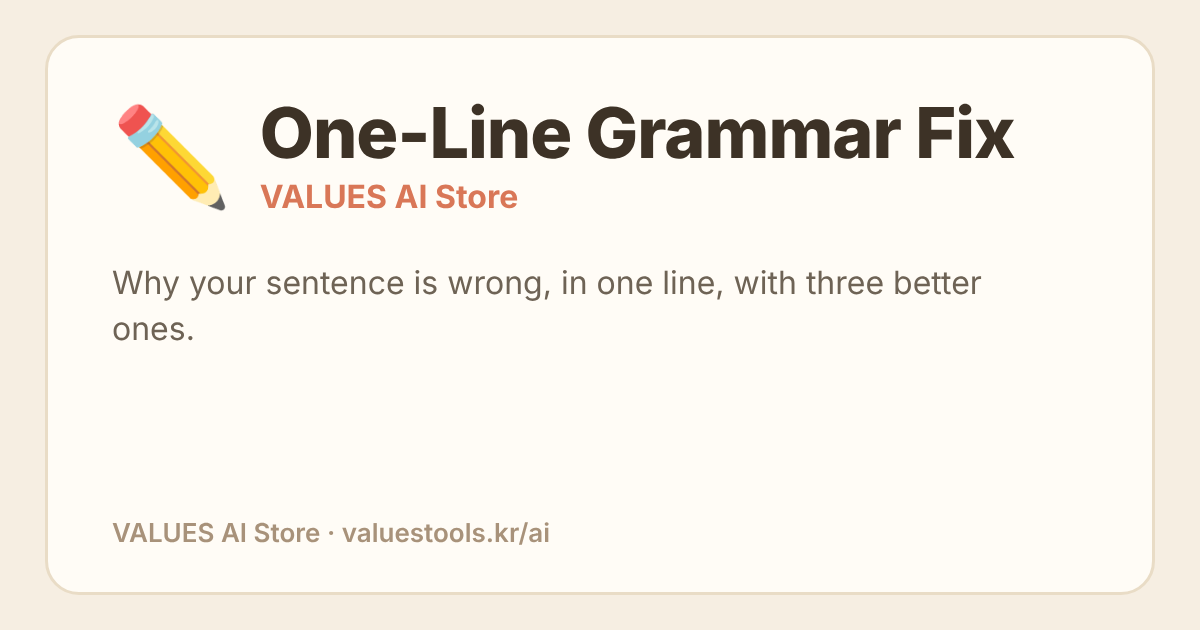 One-Line Grammar Fix
VALUES AI Store
Why your sentence is wrong, in one line, with three better
ones.
VALUES AI Store · valuestools.kr/ai